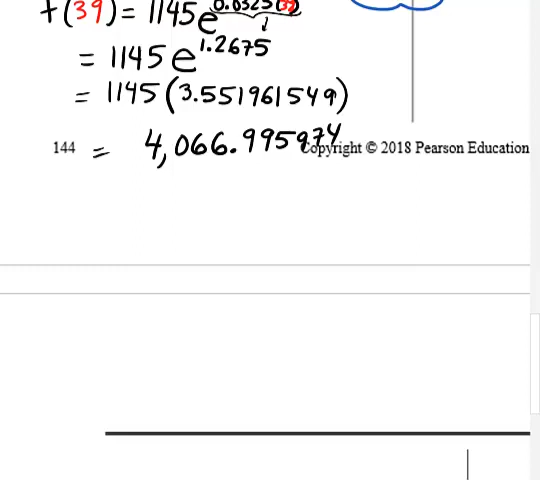 f(39) = 1145e^0.0325(39)
= 1145e^1.2675
= 1145(3.551961549)
= 4,066.995974
144
Copyright © 2018 Pearson Education